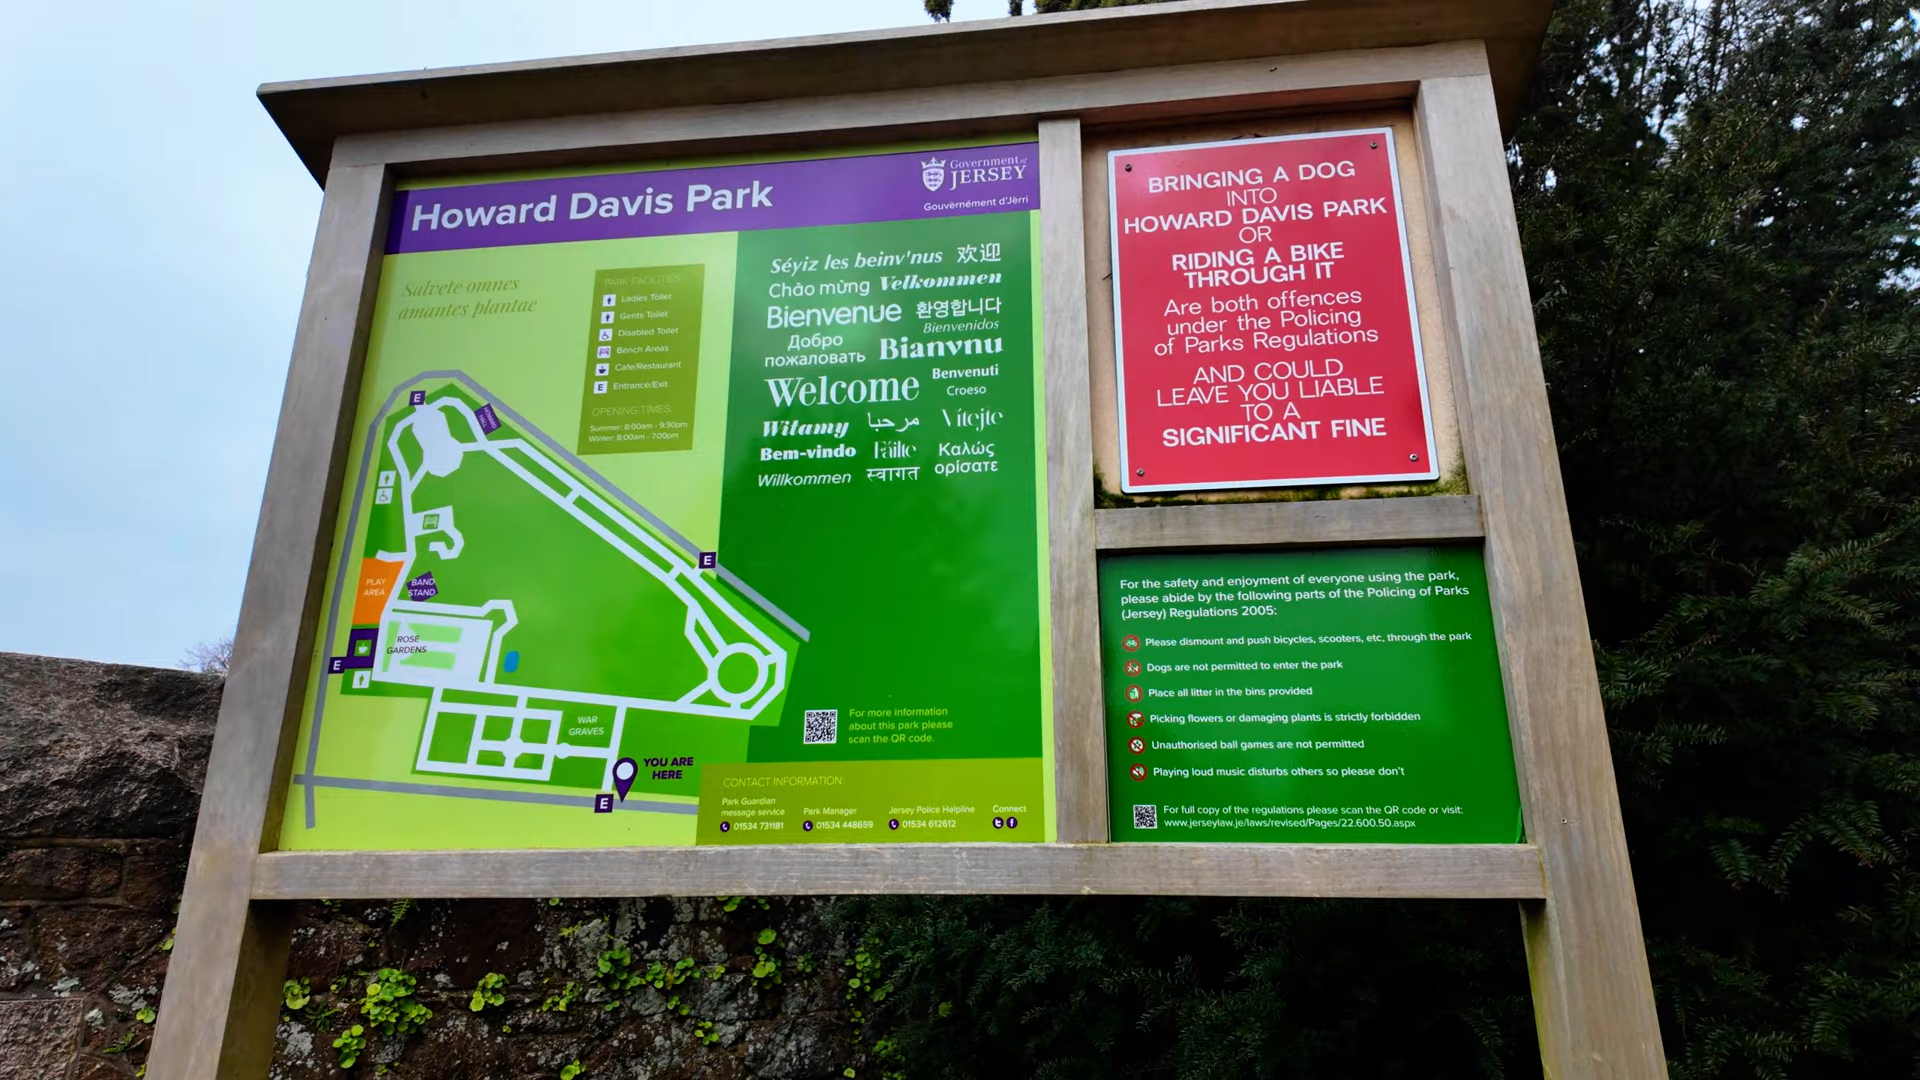 Howard Davis Park
Government of
JERSEY
Gouvèrnément d'Jèrri
Salvete omnes
amantes plantae
PARK FACILITIES:
Ladies Toilet
Gents Toilet
Disabled Toilet
Bench Areas
Cafe/Restaurant
E Entrance/Exit
OPENING TIMES:
Summer: 8:00am - 9:30pm
Winter: 8:00am - 7:00pm
E
E
PLAY
AREA
BAND
STAND
ROSE
GARDENS
E
WAR
GRAVES
YOU ARE
HERE
E
Séyiz les beinv'nus 欢迎
Chào mừng Velkommen
Bienvenue 환영합니다
Bienvenidos
Добро
пожаловать Bianvnu
Welcome Benvenuti
Croeso
Witamy مرحبا Vítejte
Bem-vindo Fáilte Καλώς
ορίσατε
Willkommen स्वागत
For more information
about this park please
scan the QR code.
CONTACT INFORMATION:
Park Guardian
message service
01534 731181
Park Manager
01534 448659
Jersey Police Helpline
01534 612612
Connect
BRINGING A DOG
INTO
HOWARD DAVIS PARK
OR
RIDING A BIKE
THROUGH IT
Are both offences
under the Policing
of Parks Regulations
AND COULD
LEAVE YOU LIABLE
TO A
SIGNIFICANT FINE
For the safety and enjoyment of everyone using the park,
please abide by the following parts of the Policing of Parks
(Jersey) Regulations 2005:
Please dismount and push bicycles, scooters, etc, through the park
Dogs are not permitted to enter the park
Place all litter in the bins provided
Picking flowers or damaging plants is strictly forbidden
Unauthorised ball games are not permitted
Playing loud music disturbs others so please don't
For full copy of the regulations please scan the QR code or visit:
www.jerseylaw.je/laws/revised/Pages/22.600.50.aspx